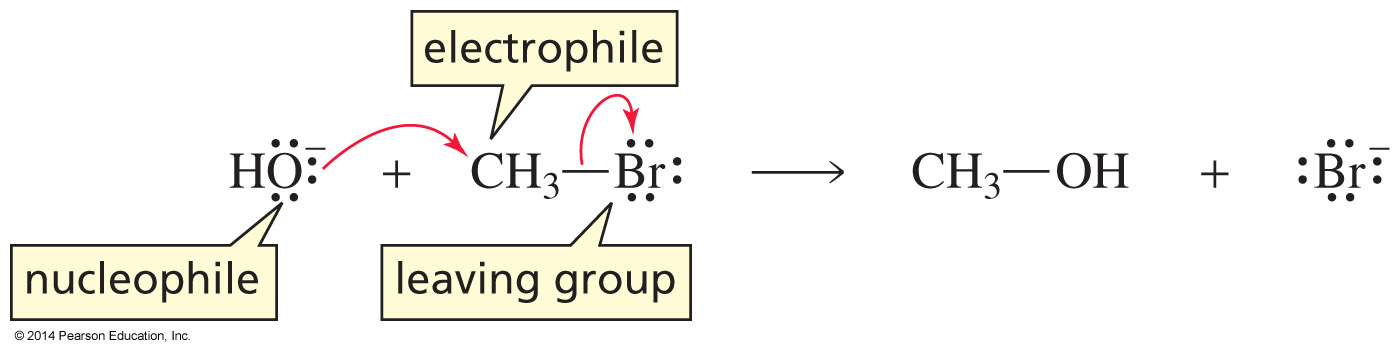 electrophile
HO⁻ + CH₃—Br ⟶ CH₃—OH + Br⁻
nucleophile
leaving group
© 2014 Pearson Education, Inc.